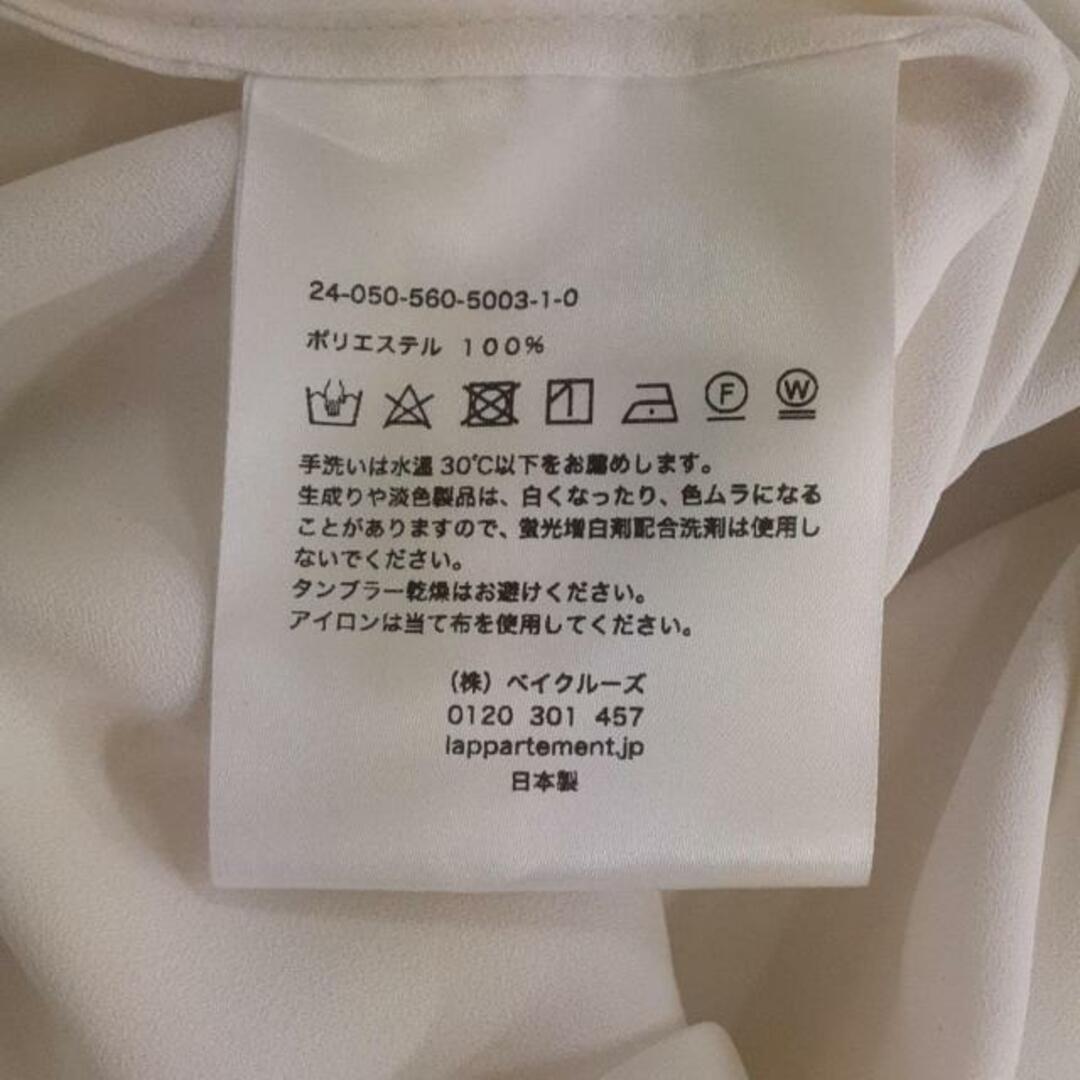 24-050-560-5003-1-0
ポリエステル 100%
F W
手洗いは水温30℃以下をお薦めします。
生成りや淡色製品は、白くなったり、色ムラになる
ことがありますので、蛍光増白剤配合洗剤は使用し
ないでください。
タンブラー乾燥はお避けください。
アイロンは当て布を使用してください。
(株)ベイクルーズ
0120 301 457
lappartement.jp
日本製